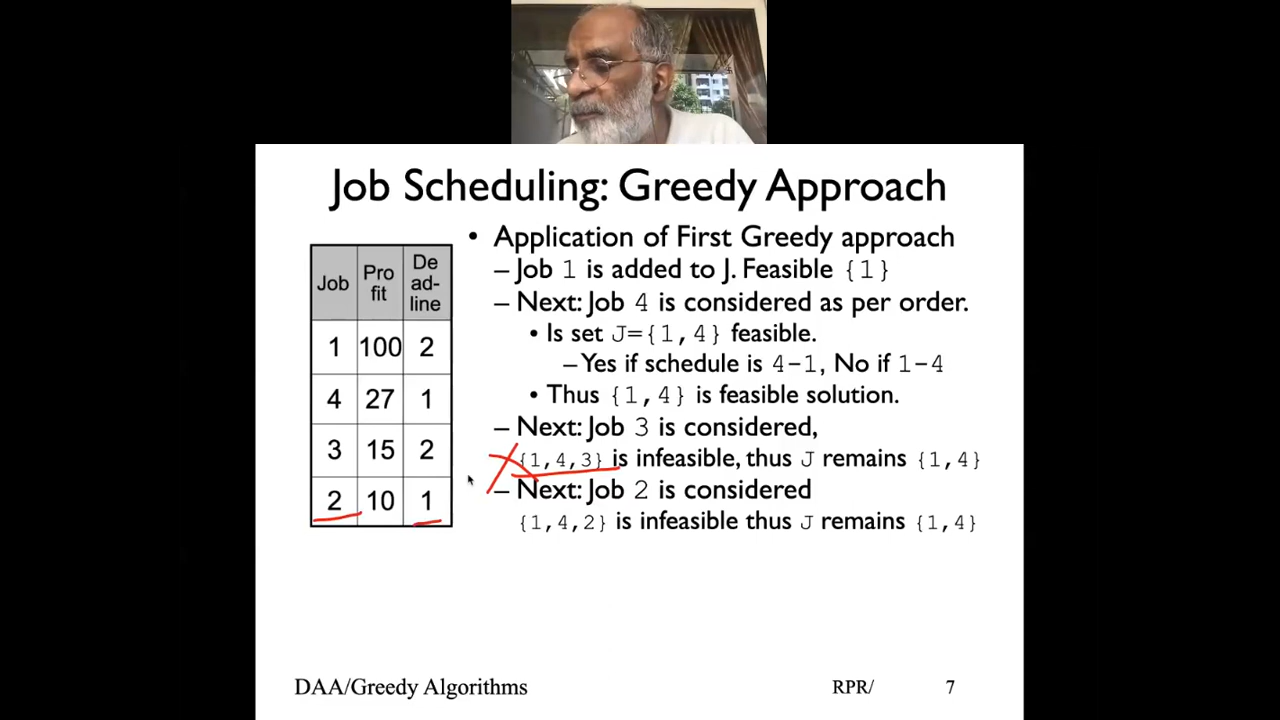 Job Scheduling: Greedy Approach
Job Pro fit De ad- line
1 100 2
4 27 1
3 15 2
2 10 1
• Application of First Greedy approach
– Job 1 is added to J. Feasible {1}
– Next: Job 4 is considered as per order.
• Is set J={1,4} feasible.
– Yes if schedule is 4-1, No if 1-4
• Thus {1,4} is feasible solution.
– Next: Job 3 is considered,
{1,4,3} is infeasible, thus J remains {1,4}
– Next: Job 2 is considered
{1,4,2} is infeasible thus J remains {1,4}
DAA/Greedy Algorithms
RPR/
7